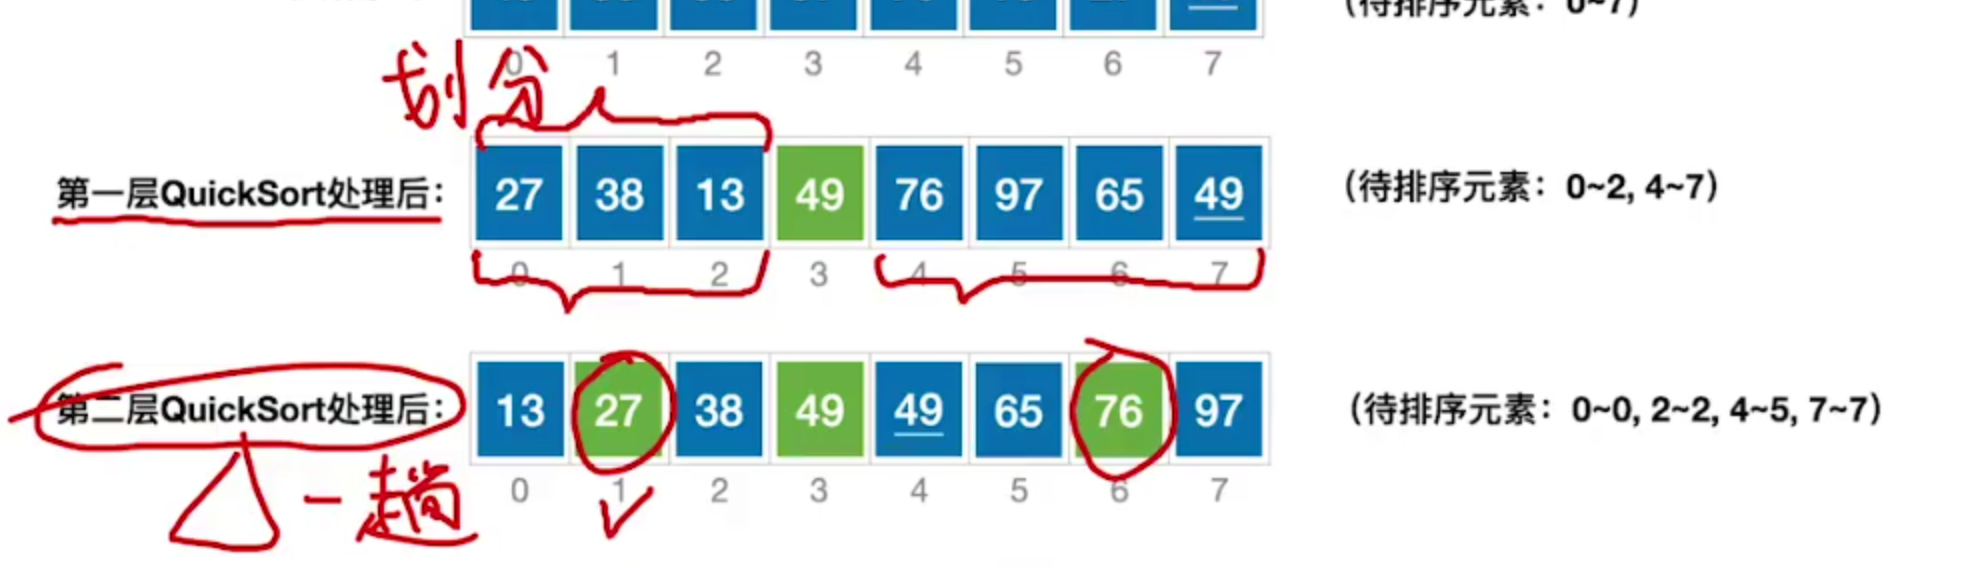 (待排序元素：0~7)
0 1 2 3 4 5 6 7
划分
第一层QuickSort处理后： 27 38 13 49 76 97 65 49 (待排序元素：0~2, 4~7)
0 1 2 3 4 5 6 7
第二层QuickSort处理后： 13 27 38 49 49 65 76 97 (待排序元素：0~0, 2~2, 4~5, 7~7)
0 1 2 3 4 5 6 7
一趟